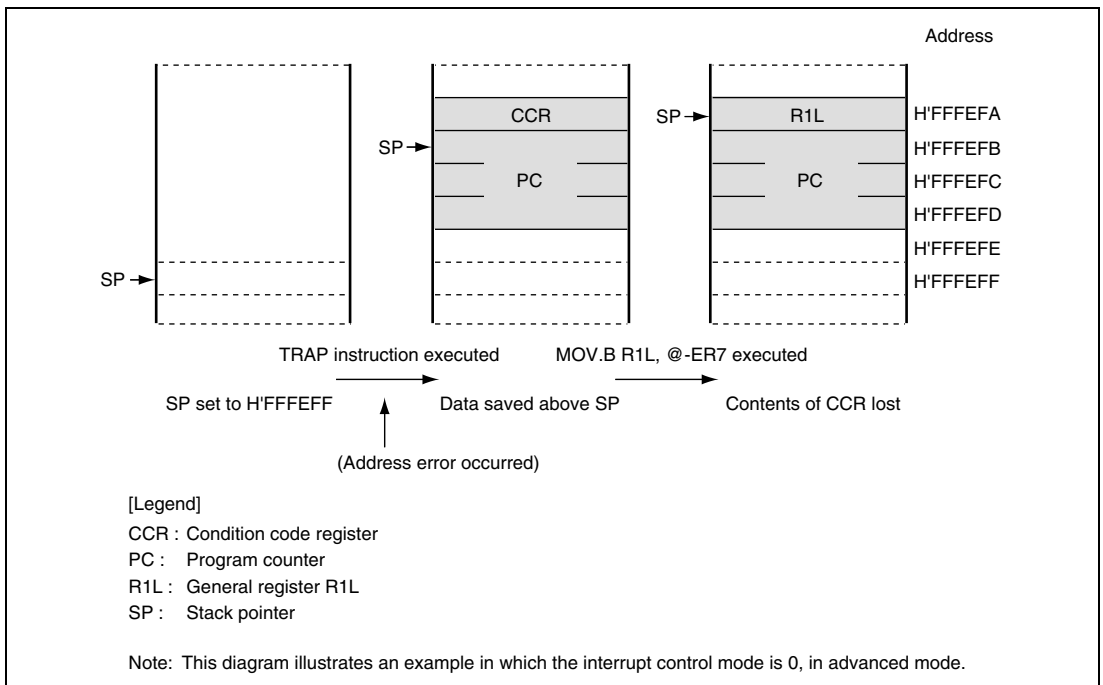 Address
CCR
SP
R1L
H'FFFEFA
SP
H'FFFEFB
PC
PC
H'FFFEFC
H'FFFEFD
H'FFFEFE
SP
H'FFFEFF
TRAP instruction executed
MOV.B R1L, @-ER7 executed
SP set to H'FFFEFF
Data saved above SP
Contents of CCR lost
(Address error occurred)
[Legend]
CCR : Condition code register
PC : Program counter
R1L : General register R1L
SP : Stack pointer
Note: This diagram illustrates an example in which the interrupt control mode is 0, in advanced mode.